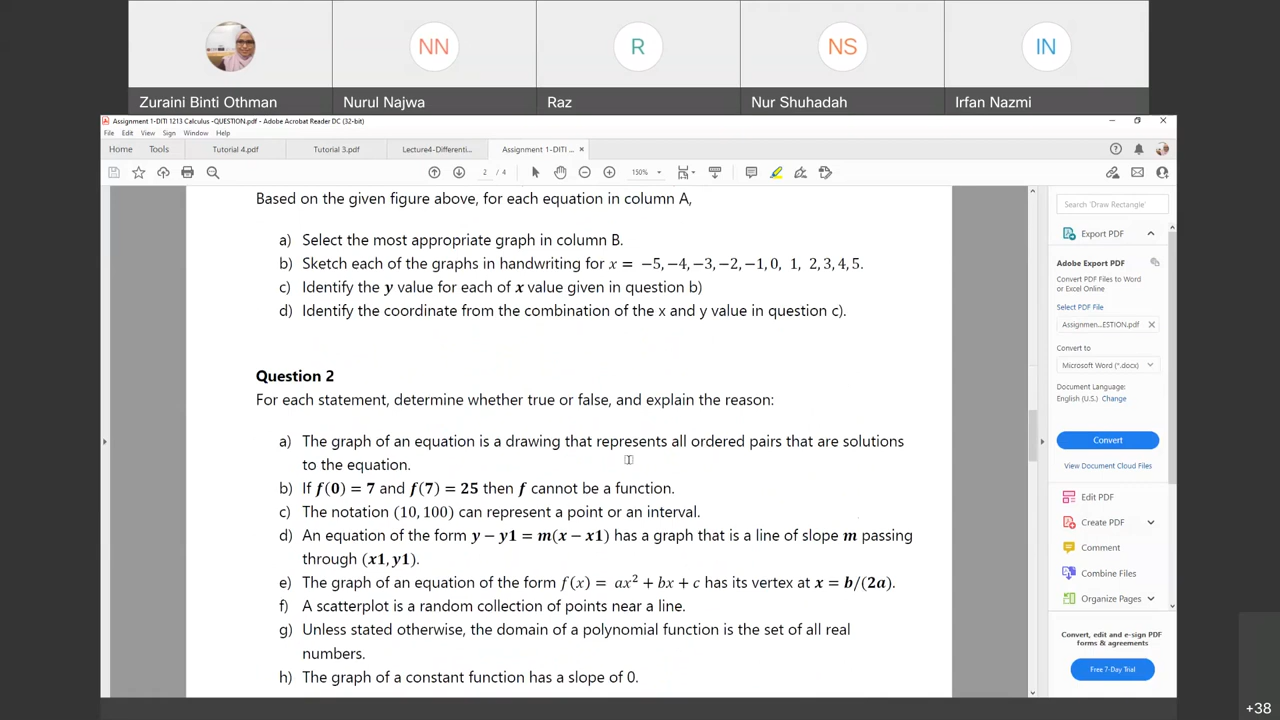 NN
R
NS
IN
Zuraini Binti Othman
Nurul Najwa
Raz
Nur Shuhadah
Irfan Nazmi
Assignment 1-DITI 1213 Calculus -QUESTION.pdf - Adobe Acrobat Reader DC (32-bit)
File Edit View Sign Window Help
Home Tools Tutorial 4.pdf Tutorial 3.pdf Lecture4-Differenti... Assignment 1-DITI ... ×
2 / 4 150%
Based on the given figure above, for each equation in column A,
a) Select the most appropriate graph in column B.
b) Sketch each of the graphs in handwriting for x = −5, −4, −3, −2, −1, 0, 1, 2, 3, 4, 5.
c) Identify the y value for each of x value given in question b)
d) Identify the coordinate from the combination of the x and y value in question c).
Question 2
For each statement, determine whether true or false, and explain the reason:
a) The graph of an equation is a drawing that represents all ordered pairs that are solutions
to the equation.
b) If f(0) = 7 and f(7) = 25 then f cannot be a function.
c) The notation (10, 100) can represent a point or an interval.
d) An equation of the form y − y1 = m(x − x1) has a graph that is a line of slope m passing
through (x1, y1).
e) The graph of an equation of the form f(x) = ax² + bx + c has its vertex at x = b/(2a).
f) A scatterplot is a random collection of points near a line.
g) Unless stated otherwise, the domain of a polynomial function is the set of all real
numbers.
h) The graph of a constant function has a slope of 0.
Search 'Draw Rectangle'
Export PDF
Adobe Export PDF
Convert PDF Files to Word
or Excel Online
Select PDF File
Assignmen...ESTION.pdf ×
Convert to
Microsoft Word (*.docx)
Document Language:
English (U.S.) Change
Convert
View Document Cloud Files
Edit PDF
Create PDF
Comment
Combine Files
Organize Pages
Convert, edit and e-sign PDF
forms & agreements
Free 7-Day Trial
+38